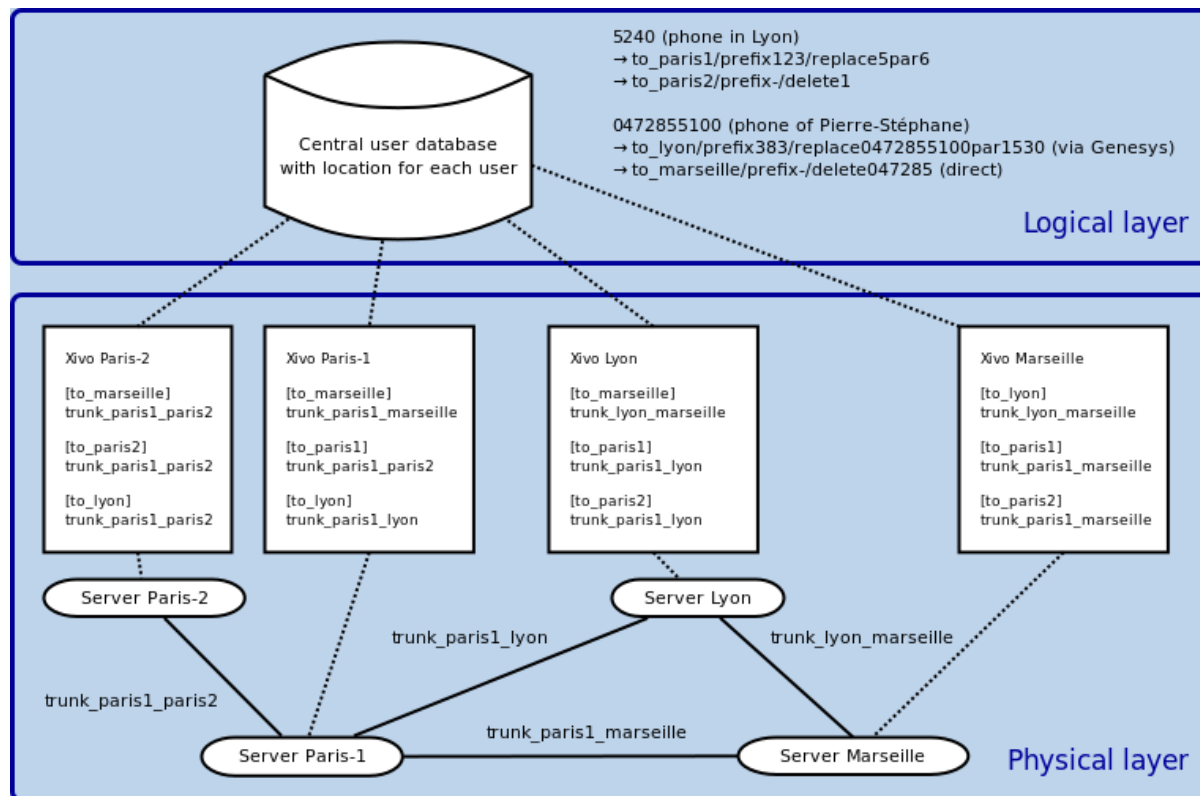 5240 (phone in Lyon)
→ to_paris1/prefix123/replace5par6
→ to_paris2/prefix-/delete1
0472855100 (phone of Pierre-Stéphane)
→ to_lyon/prefix383/replace0472855100par1530 (via Genesys)
→ to_marseille/prefix-/delete047285 (direct)
Central user database
with location for each user
Logical layer
Xivo Paris-2
[to_marseille]
trunk_paris1_paris2
[to_paris2]
trunk_paris1_paris2
[to_lyon]
trunk_paris1_paris2
Xivo Paris-1
[to_marseille]
trunk_paris1_marseille
[to_paris1]
trunk_paris1_paris2
[to_lyon]
trunk_paris1_lyon
Xivo Lyon
[to_marseille]
trunk_lyon_marseille
[to_paris1]
trunk_paris1_lyon
[to_paris2]
trunk_paris1_lyon
Xivo Marseille
[to_lyon]
trunk_lyon_marseille
[to_paris1]
trunk_paris1_marseille
[to_paris2]
trunk_paris1_marseille
Server Paris-2
Server Lyon
trunk_paris1_lyon
trunk_lyon_marseille
trunk_paris1_paris2
trunk_paris1_marseille
Server Paris-1
Server Marseille
Physical layer